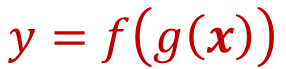 y = f(g(x))